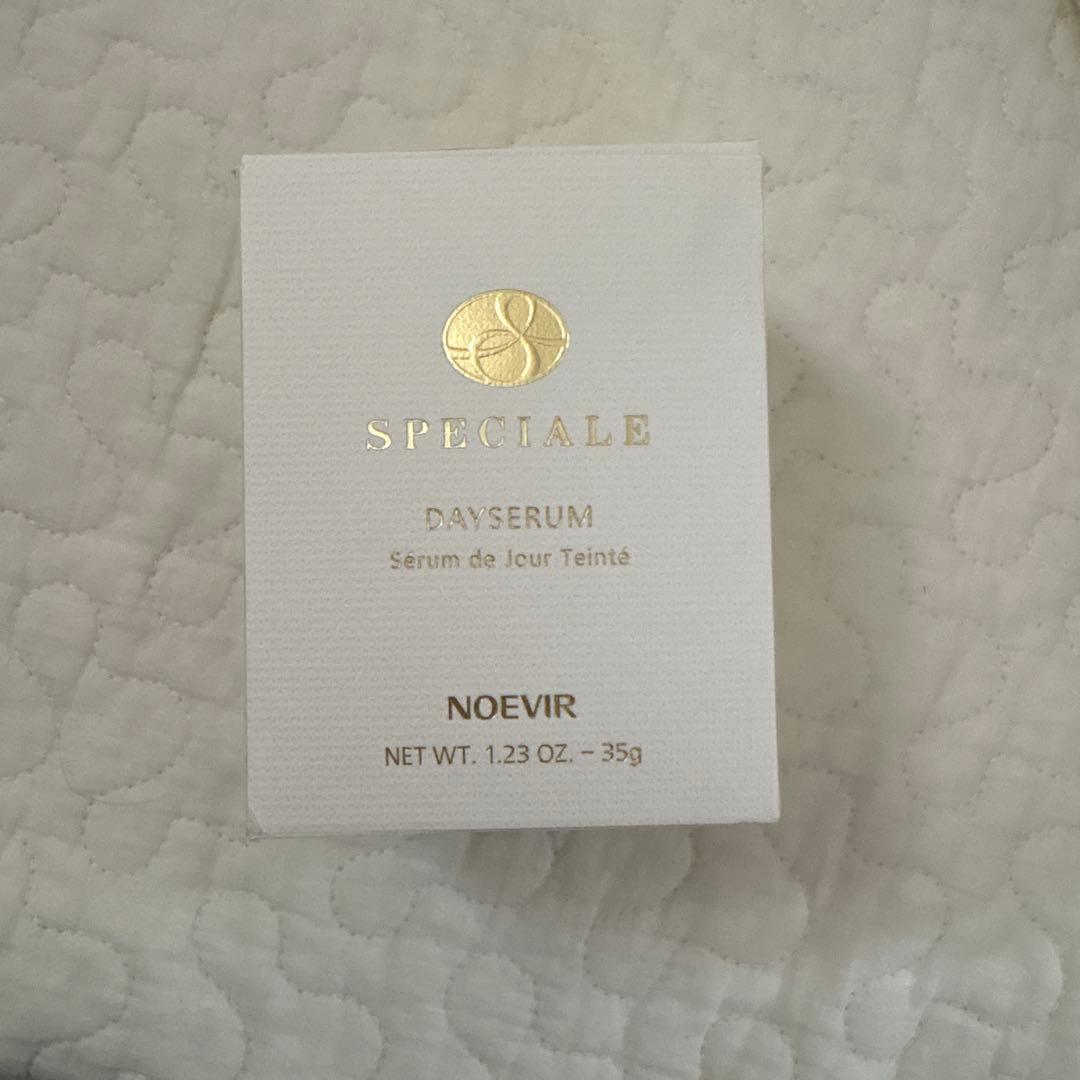 SPECIALE
DAYSERUM
Sérum de Jour Teinté
NOEVIR
NET WT. 1.23 OZ. – 35g